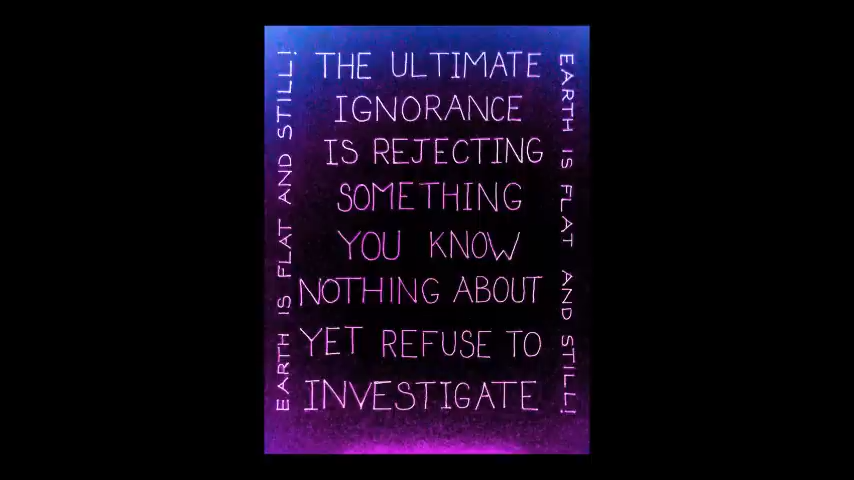 THE ULTIMATE
IGNORANCE
IS REJECTING
SOMETHING
YOU KNOW
NOTHING ABOUT
YET REFUSE TO
INVESTIGATE
EARTH IS FLAT AND STILL!
EARTH IS FLAT AND STILL!